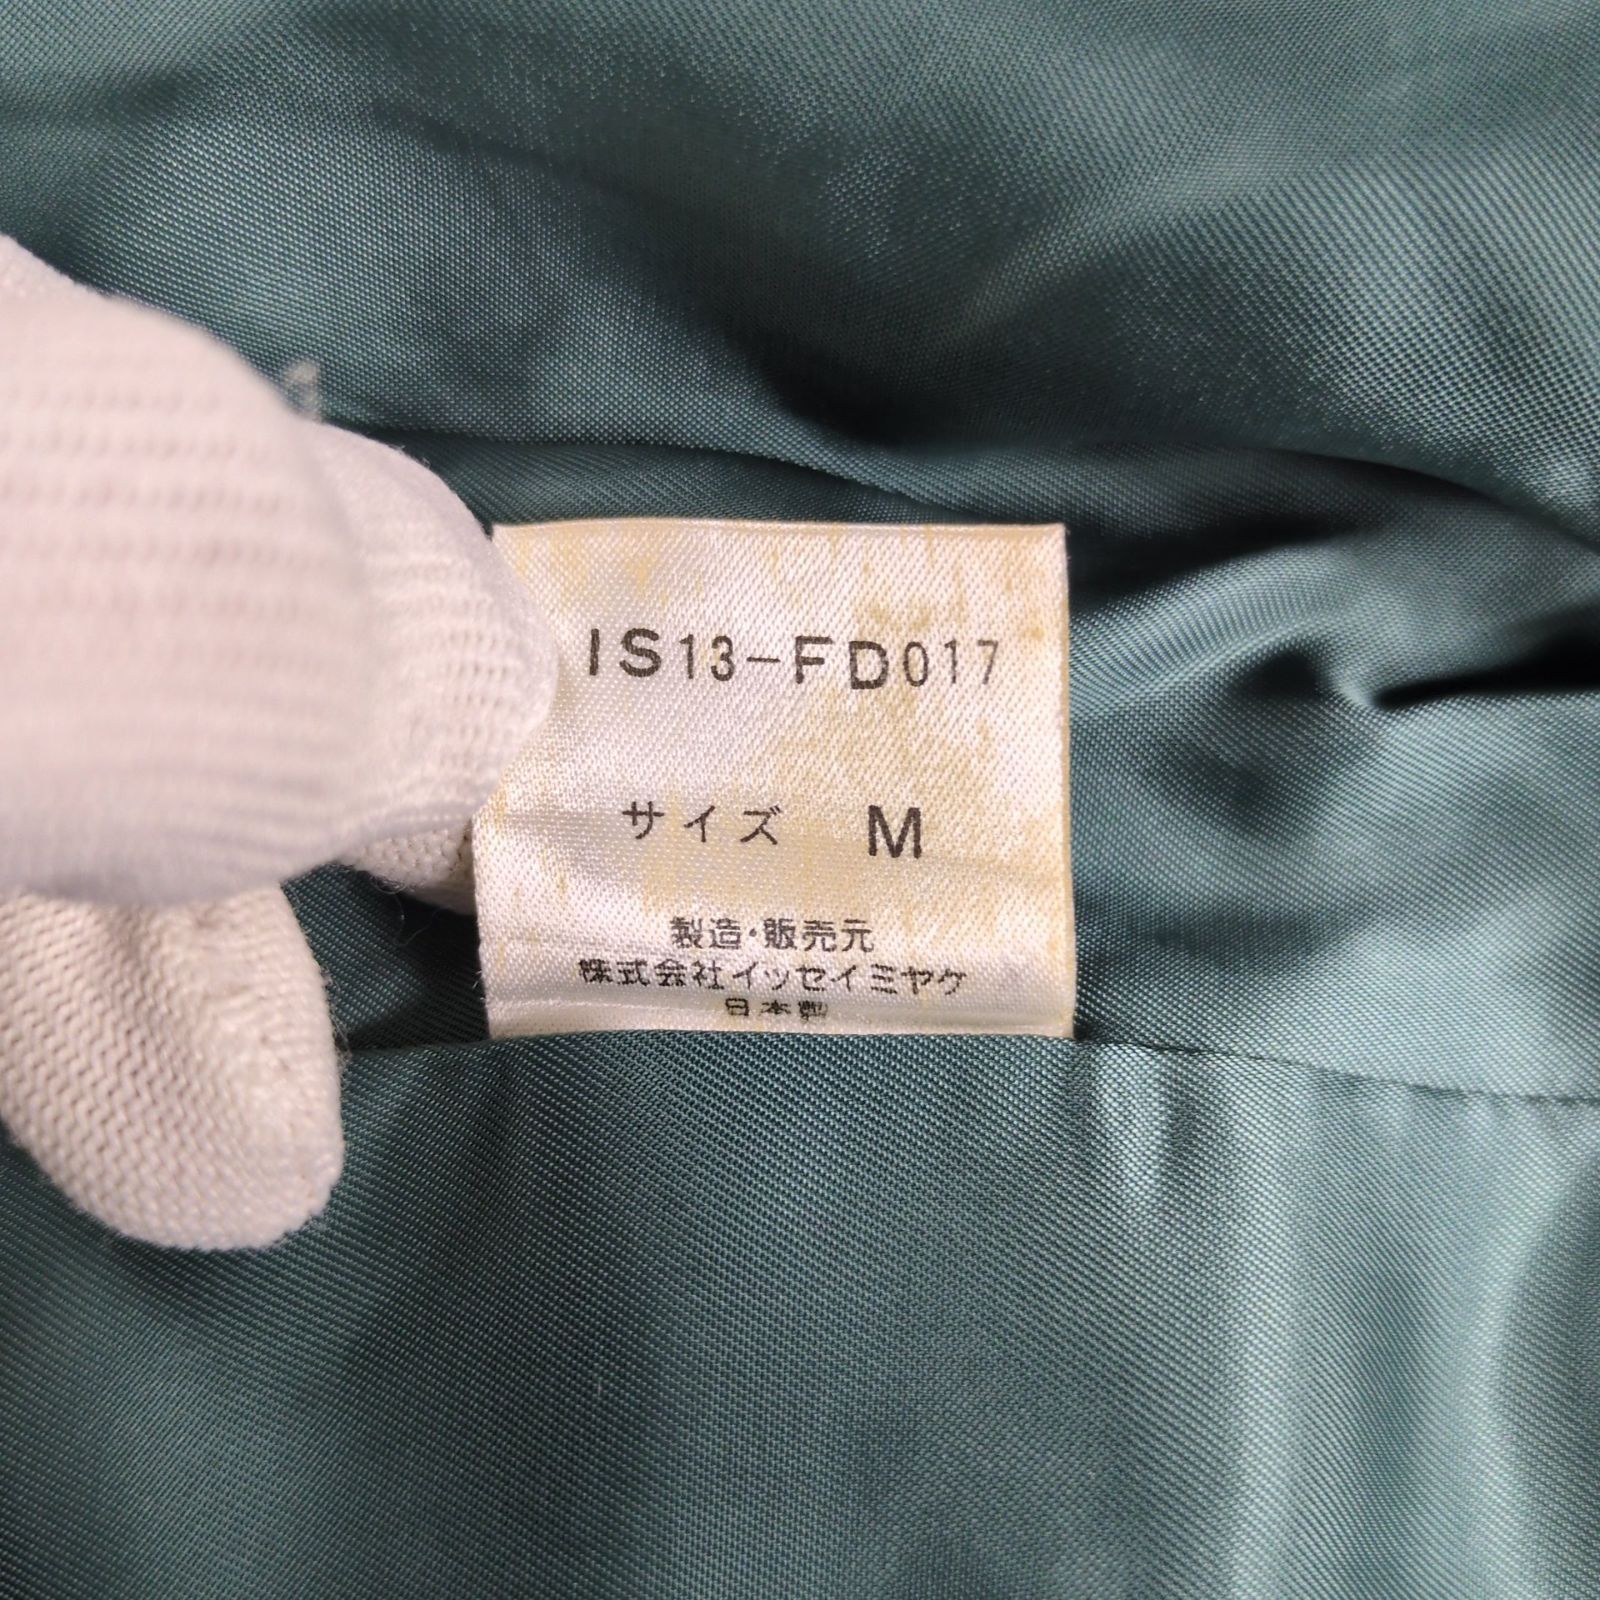 IS13-FD017
サイズ M
製造・販売元
株式会社イッセイミヤケ
日本製